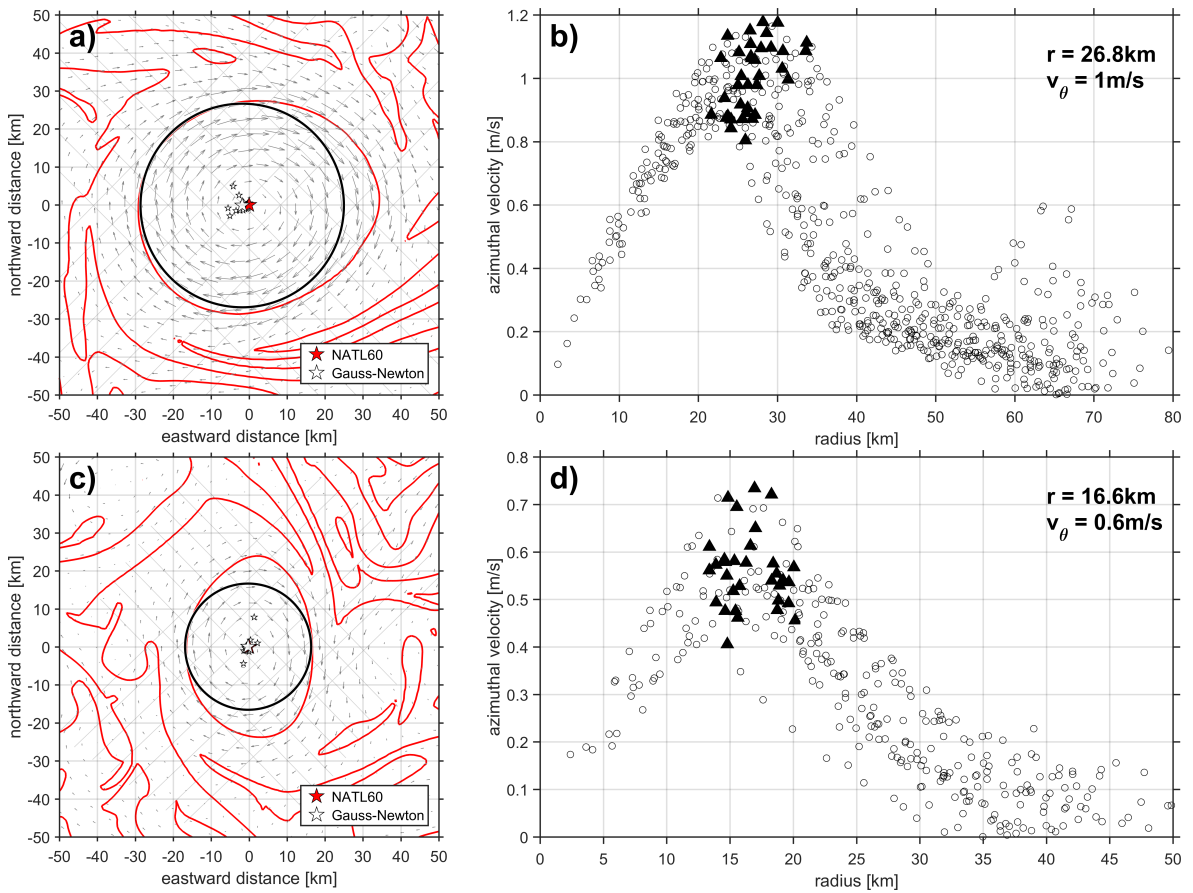 a)
50
40
30
20
10
0
-10
-20
-30
-40
-50
northward distance [km]
NATL60
Gauss-Newton
-50 -40 -30 -20 -10 0 10 20 30 40 50
eastward distance [km]
b)
r = 26.8km
vθ = 1m/s
1.2
1
0.8
0.6
0.4
0.2
0
azimuthal velocity [m/s]
0 10 20 30 40 50 60 70 80
radius [km]
c)
50
40
30
20
10
0
-10
-20
-30
-40
-50
northward distance [km]
NATL60
Gauss-Newton
-50 -40 -30 -20 -10 0 10 20 30 40 50
eastward distance [km]
d)
r = 16.6km
vθ = 0.6m/s
0.8
0.7
0.6
0.5
0.4
0.3
0.2
0.1
0
azimuthal velocity [m/s]
0 5 10 15 20 25 30 35 40 45 50
radius [km]